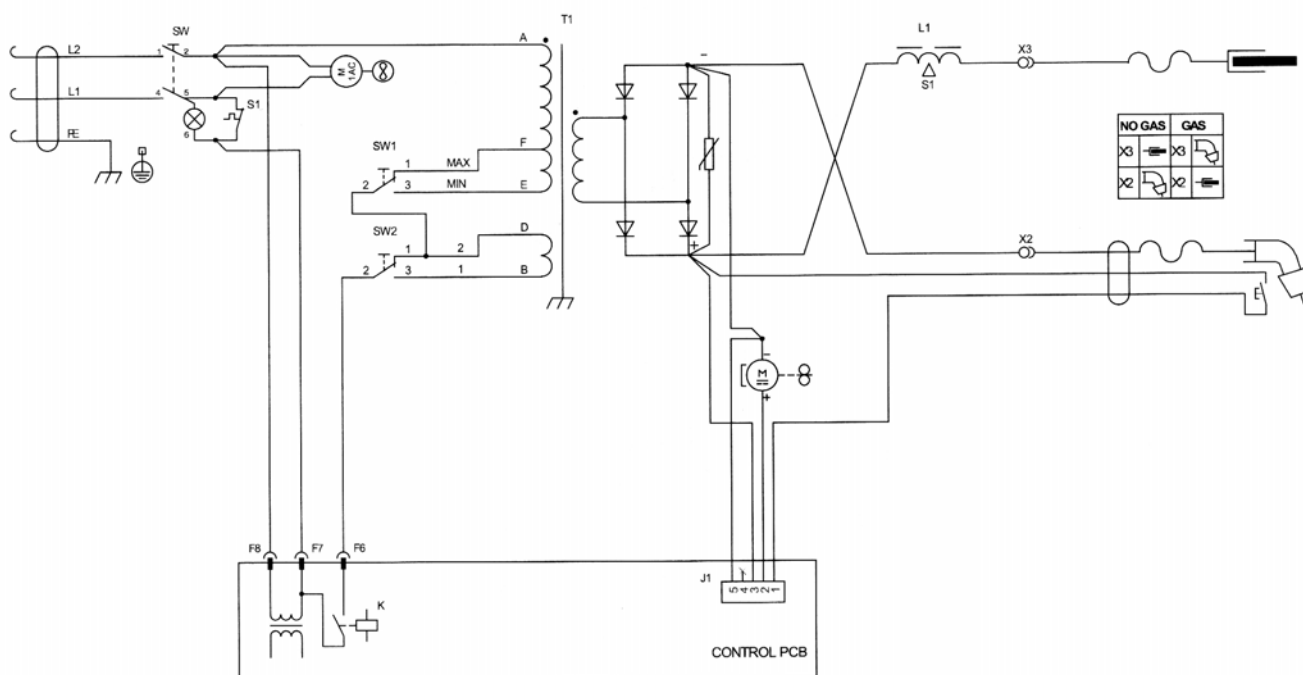 T1
SW
L2
1
2
A
L1
4
5
S1
6
PE
M
1AC
F
SW1
1
MAX
2
3
MIN
E
SW2
D
1
2
2
3
1
B
-
+
L1
S1
X3
NO GAS
GAS
X3
X3
X2
X2
X2
E
-
M
+
F8
F7
F6
K
J1
5
4
3
2
1
CONTROL PCB